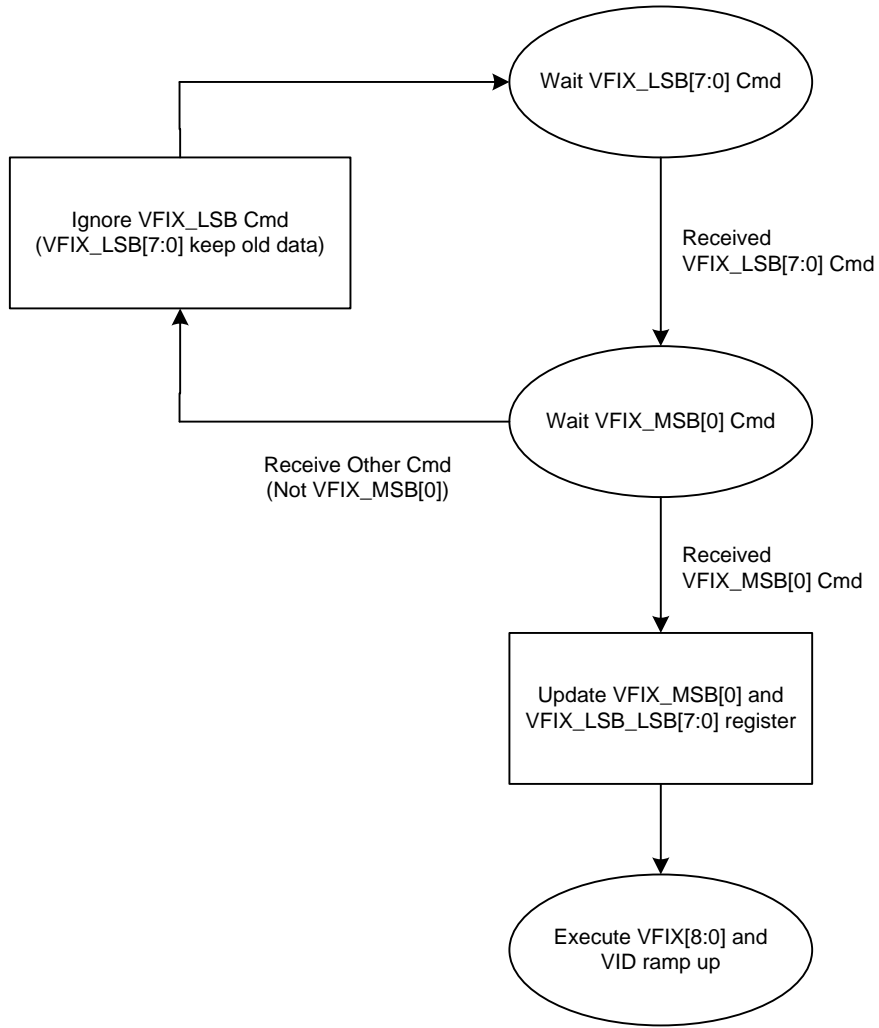 Wait VFIX_LSB[7:0] Cmd
Ignore VFIX_LSB Cmd
(VFIX_LSB[7:0] keep old data)
Received
VFIX_LSB[7:0] Cmd
Wait VFIX_MSB[0] Cmd
Receive Other Cmd
(Not VFIX_MSB[0])
Received
VFIX_MSB[0] Cmd
Update VFIX_MSB[0] and
VFIX_LSB_LSB[7:0] register
Execute VFIX[8:0] and
VID ramp up